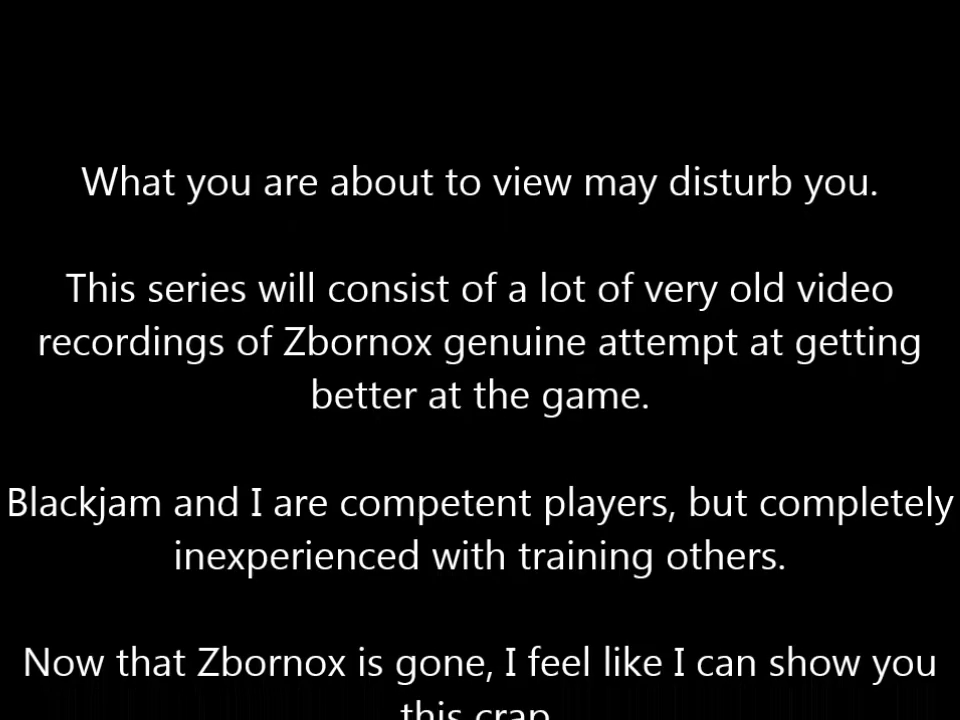 What you are about to view may disturb you.
This series will consist of a lot of very old video
recordings of Zbornox genuine attempt at getting
better at the game.
Blackjam and I are competent players, but completely
inexperienced with training others.
Now that Zbornox is gone, I feel like I can show you
this crap